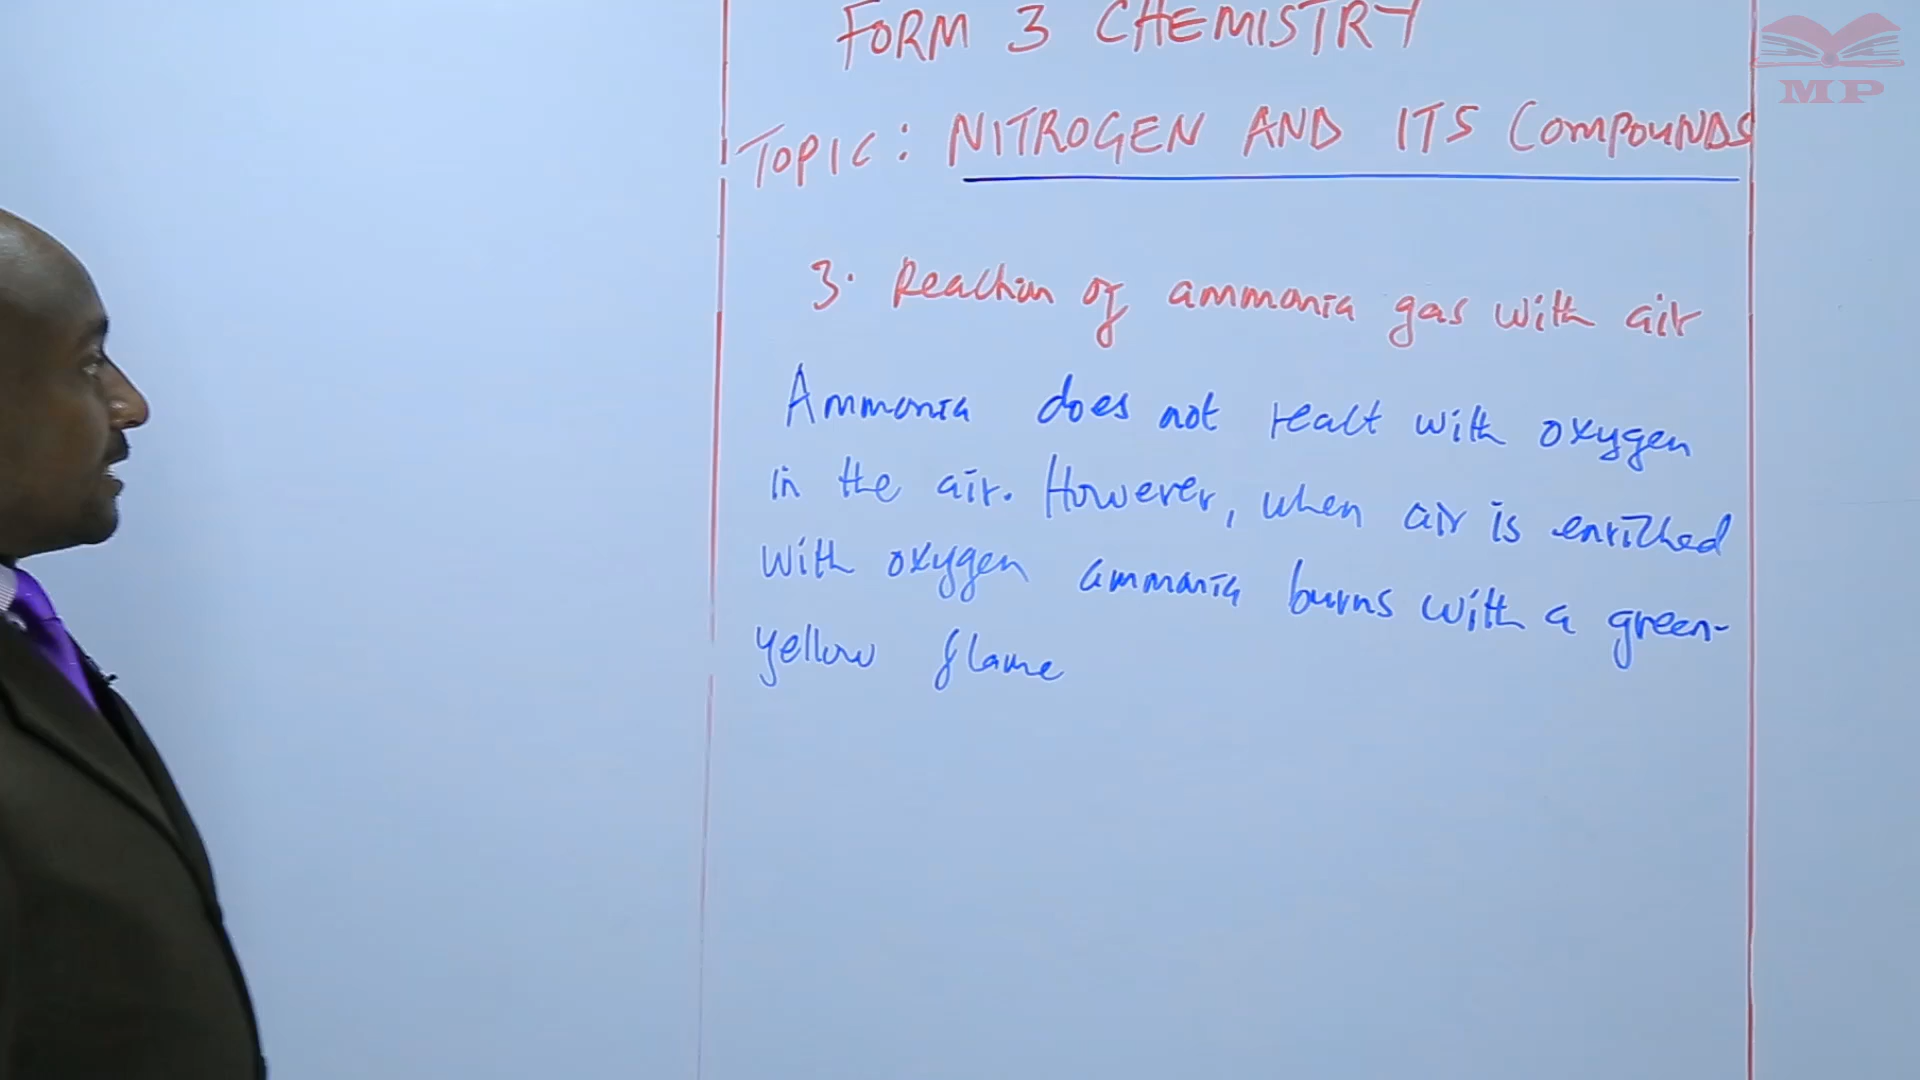 FORM 3 CHEMISTRY
MP
TOPIC: NITROGEN AND ITS COMPOUNDS
3. Reaction of ammonia gas with air
Ammonia does not react with oxygen
in the air. However, when air is enriched
with oxygen ammonia burns with a green-
yellow flame